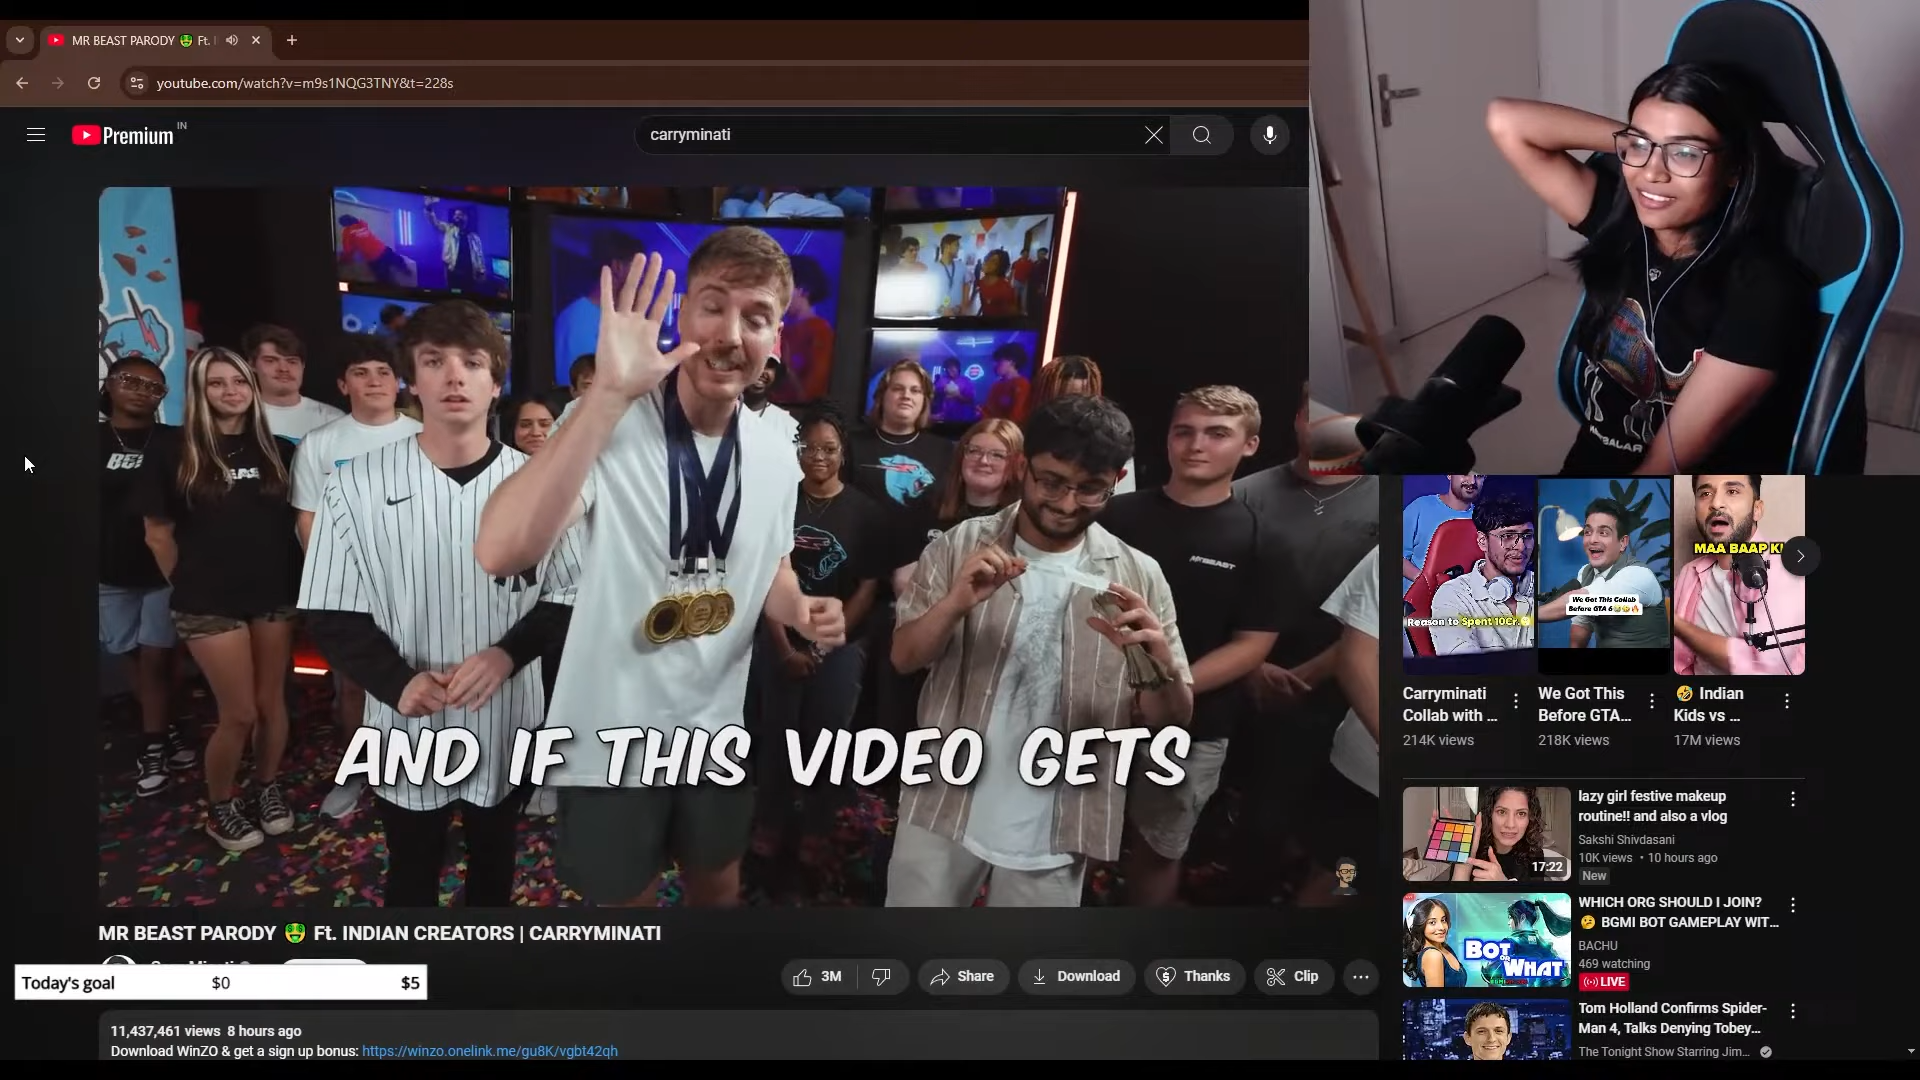 MR BEAST PARODY 🤑 Ft. I
youtube.com/watch?v=m9s1NQG3TNY&t=228s
Premium IN
carryminati
MRBEAST
AND IF THIS VIDEO GETS
MR BEAST PARODY 🤑 Ft. INDIAN CREATORS | CARRYMINATI
Today's goal $0 $5
3M
Share
Download
Thanks
Clip
11,437,461 views 8 hours ago
Download WinZO & get a sign up bonus: https://winzo.onelink.me/gu8K/vgbt42qh
Reason to Spent 10Cr.
We Got This Collab
Before GTA 6
MAA BAAP KI
Carryminati
Collab with ...
214K views
We Got This
Before GTA...
218K views
🤣 Indian
Kids vs ...
17M views
17:22
lazy girl festive makeup
routine!! and also a vlog
Sakshi Shivdasani
10K views • 10 hours ago
New
BOT
OR
WHAT
WHICH ORG SHOULD I JOIN?
🤔 BGMI BOT GAMEPLAY WIT...
BACHU
469 watching
LIVE
Tom Holland Confirms Spider-
Man 4, Talks Denying Tobey...
The Tonight Show Starring Jim...